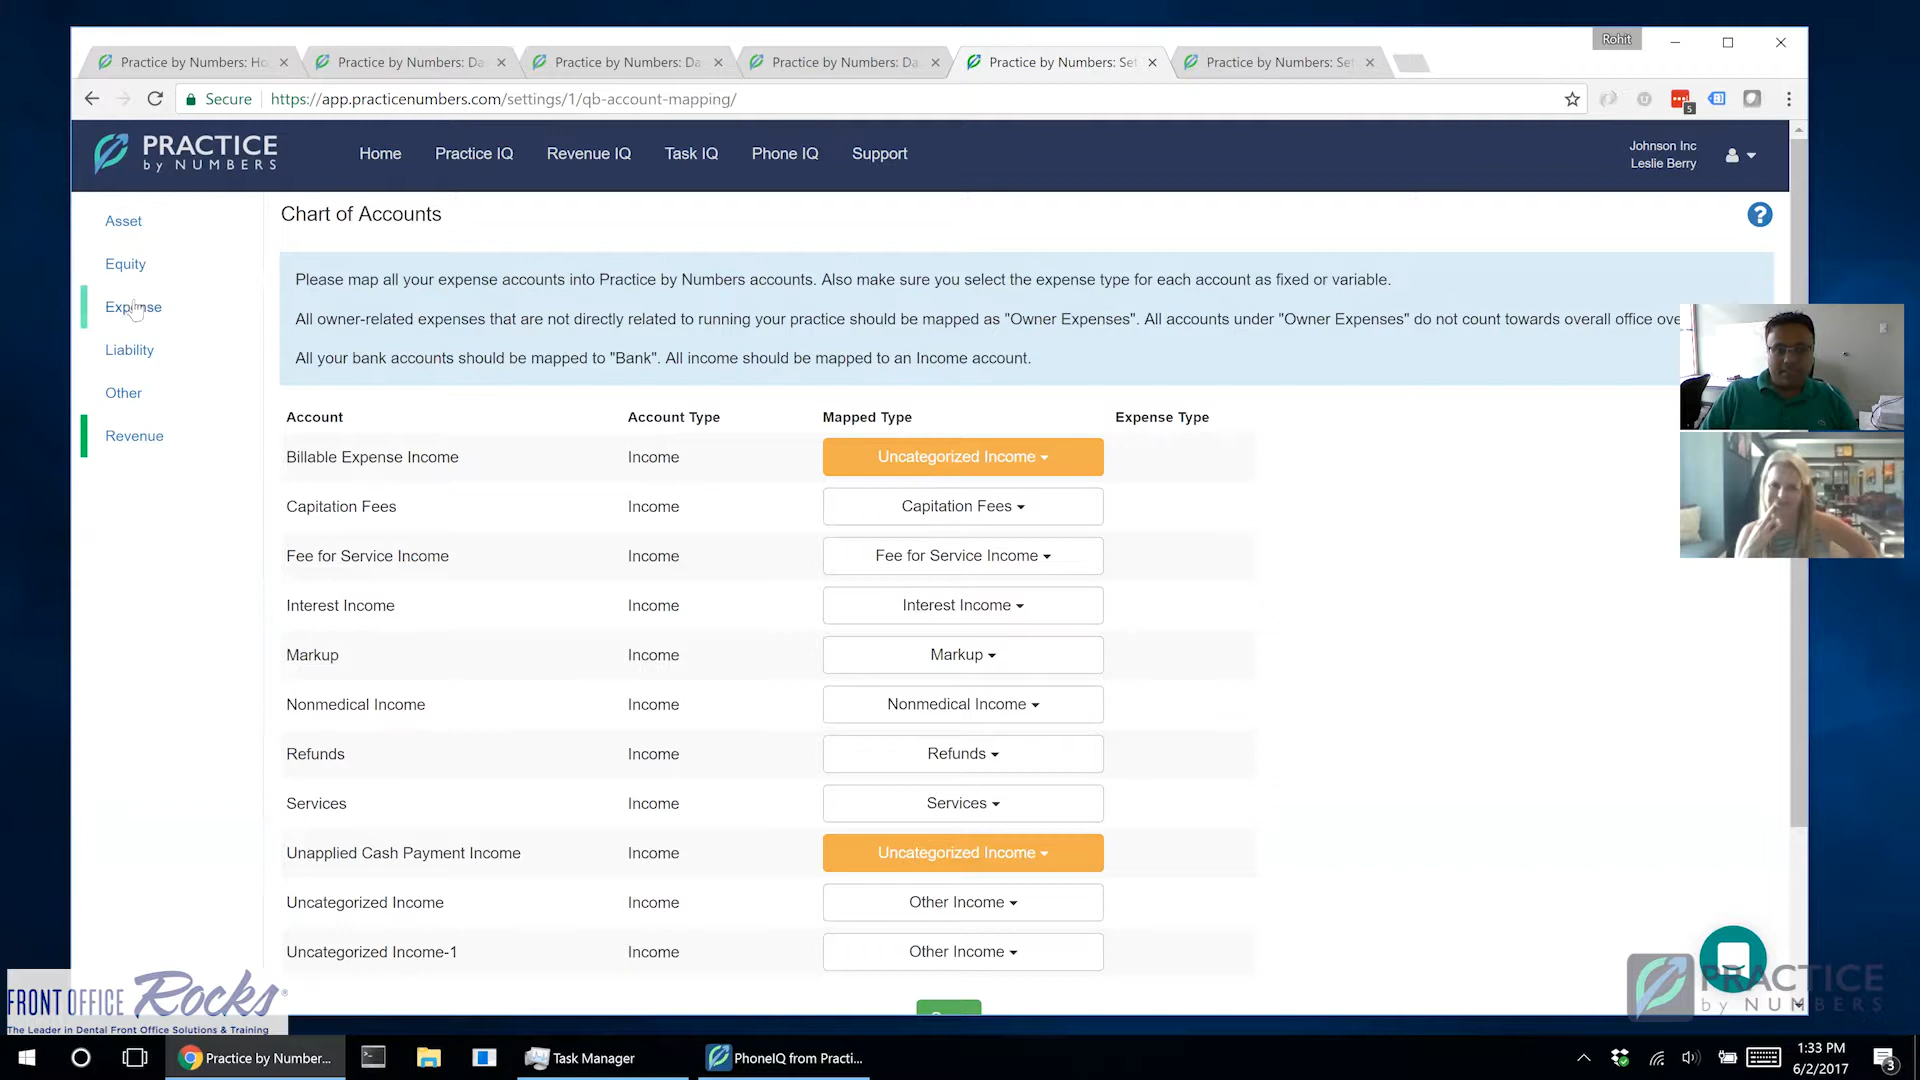 Rohit
Practice by Numbers: Ho
Practice by Numbers: Da
Practice by Numbers: Da
Practice by Numbers: Da
Practice by Numbers: Set
Practice by Numbers: Set
Secure https://app.practicenumbers.com/settings/1/qb-account-mapping/
5
PRACTICE
by NUMBERS
Home Practice IQ Revenue IQ Task IQ Phone IQ Support
Johnson Inc
Leslie Berry
Asset
Equity
Expense
Liability
Other
Revenue
Chart of Accounts
?
Please map all your expense accounts into Practice by Numbers accounts. Also make sure you select the expense type for each account as fixed or variable.
All owner-related expenses that are not directly related to running your practice should be mapped as "Owner Expenses". All accounts under "Owner Expenses" do not count towards overall office ove
All your bank accounts should be mapped to "Bank". All income should be mapped to an Income account.
Account Account Type Mapped Type Expense Type
Billable Expense Income Income Uncategorized Income
Capitation Fees Income Capitation Fees
Fee for Service Income Income Fee for Service Income
Interest Income Income Interest Income
Markup Income Markup
Nonmedical Income Income Nonmedical Income
Refunds Income Refunds
Services Income Services
Unapplied Cash Payment Income Income Uncategorized Income
Uncategorized Income Income Other Income
Uncategorized Income-1 Income Other Income
FRONT OFFICE Rocks
The Leader in Dental Front Office Solutions & Training
PRACTICE
by NUMBERS
Practice by Number...
Task Manager
PhoneIQ from Practi...
1:33 PM
6/2/2017
3